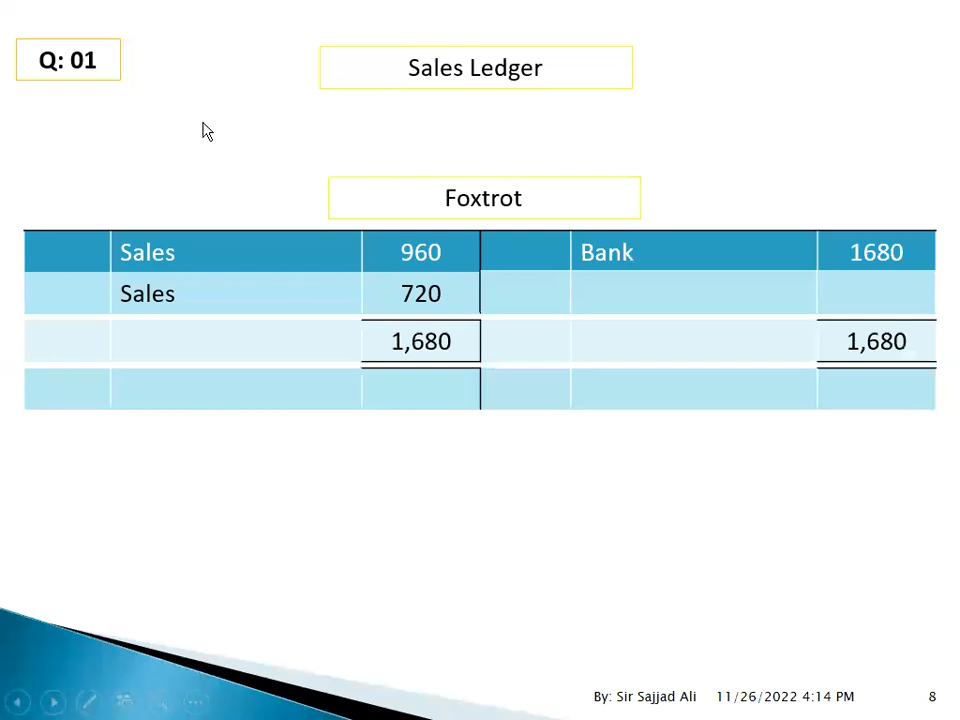 Q: 01
Sales Ledger
Foxtrot
Sales 960 Bank 1680
Sales 720
1,680 1,680
By: Sir Sajjad Ali 11/26/2022 4:14 PM 8